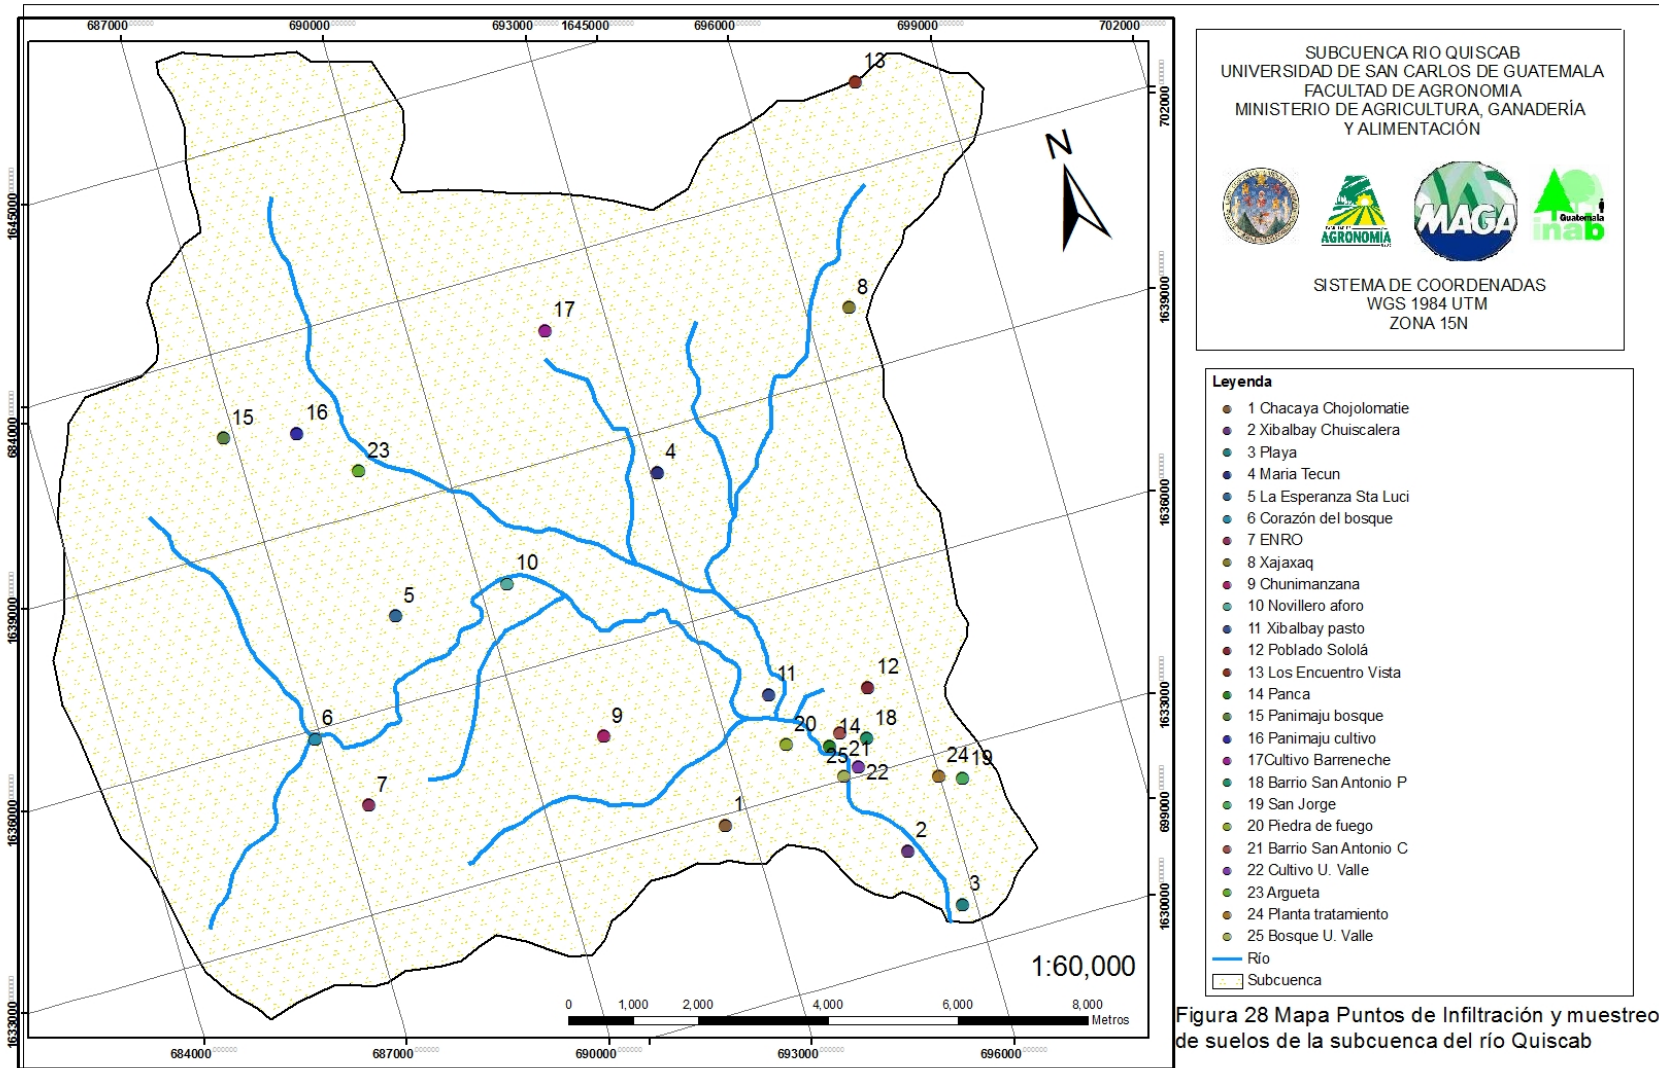 687000
690000
693000
1645000
696000
699000
702000
13
N
702000
1645000
8
1639000
17
15
16
684000
23
4
1636000
10
5
1639000
11
12
1633000
6
9
20
14
18
21
25
22
24
19
7
1
699000
1636000
2
3
1630000
1:60,000
0 1,000 2,000 4,000 6,000 8,000
Metros
1633000
684000
687000
690000
693000
696000
SUBCUENCA RIO QUISCAB
UNIVERSIDAD DE SAN CARLOS DE GUATEMALA
FACULTAD DE AGRONOMIA
MINISTERIO DE AGRICULTURA, GANADERÍA
Y ALIMENTACIÓN
AGRONOMIA
MAGA
Guatemala
inab
SISTEMA DE COORDENADAS
WGS 1984 UTM
ZONA 15N
Leyenda
1 Chacaya Chojolomatie
2 Xibalbay Chuiscalera
3 Playa
4 Maria Tecun
5 La Esperanza Sta Luci
6 Corazón del bosque
7 ENRO
8 Xajaxaq
9 Chunimanzana
10 Novillero aforo
11 Xibalbay pasto
12 Poblado Sololá
13 Los Encuentro Vista
14 Panca
15 Panimaju bosque
16 Panimaju cultivo
17Cultivo Barreneche
18 Barrio San Antonio P
19 San Jorge
20 Piedra de fuego
21 Barrio San Antonio C
22 Cultivo U. Valle
23 Argueta
24 Planta tratamiento
25 Bosque U. Valle
Río
Subcuenca
Figura 28 Mapa Puntos de Infiltración y muestreo
de suelos de la subcuenca del río Quiscab